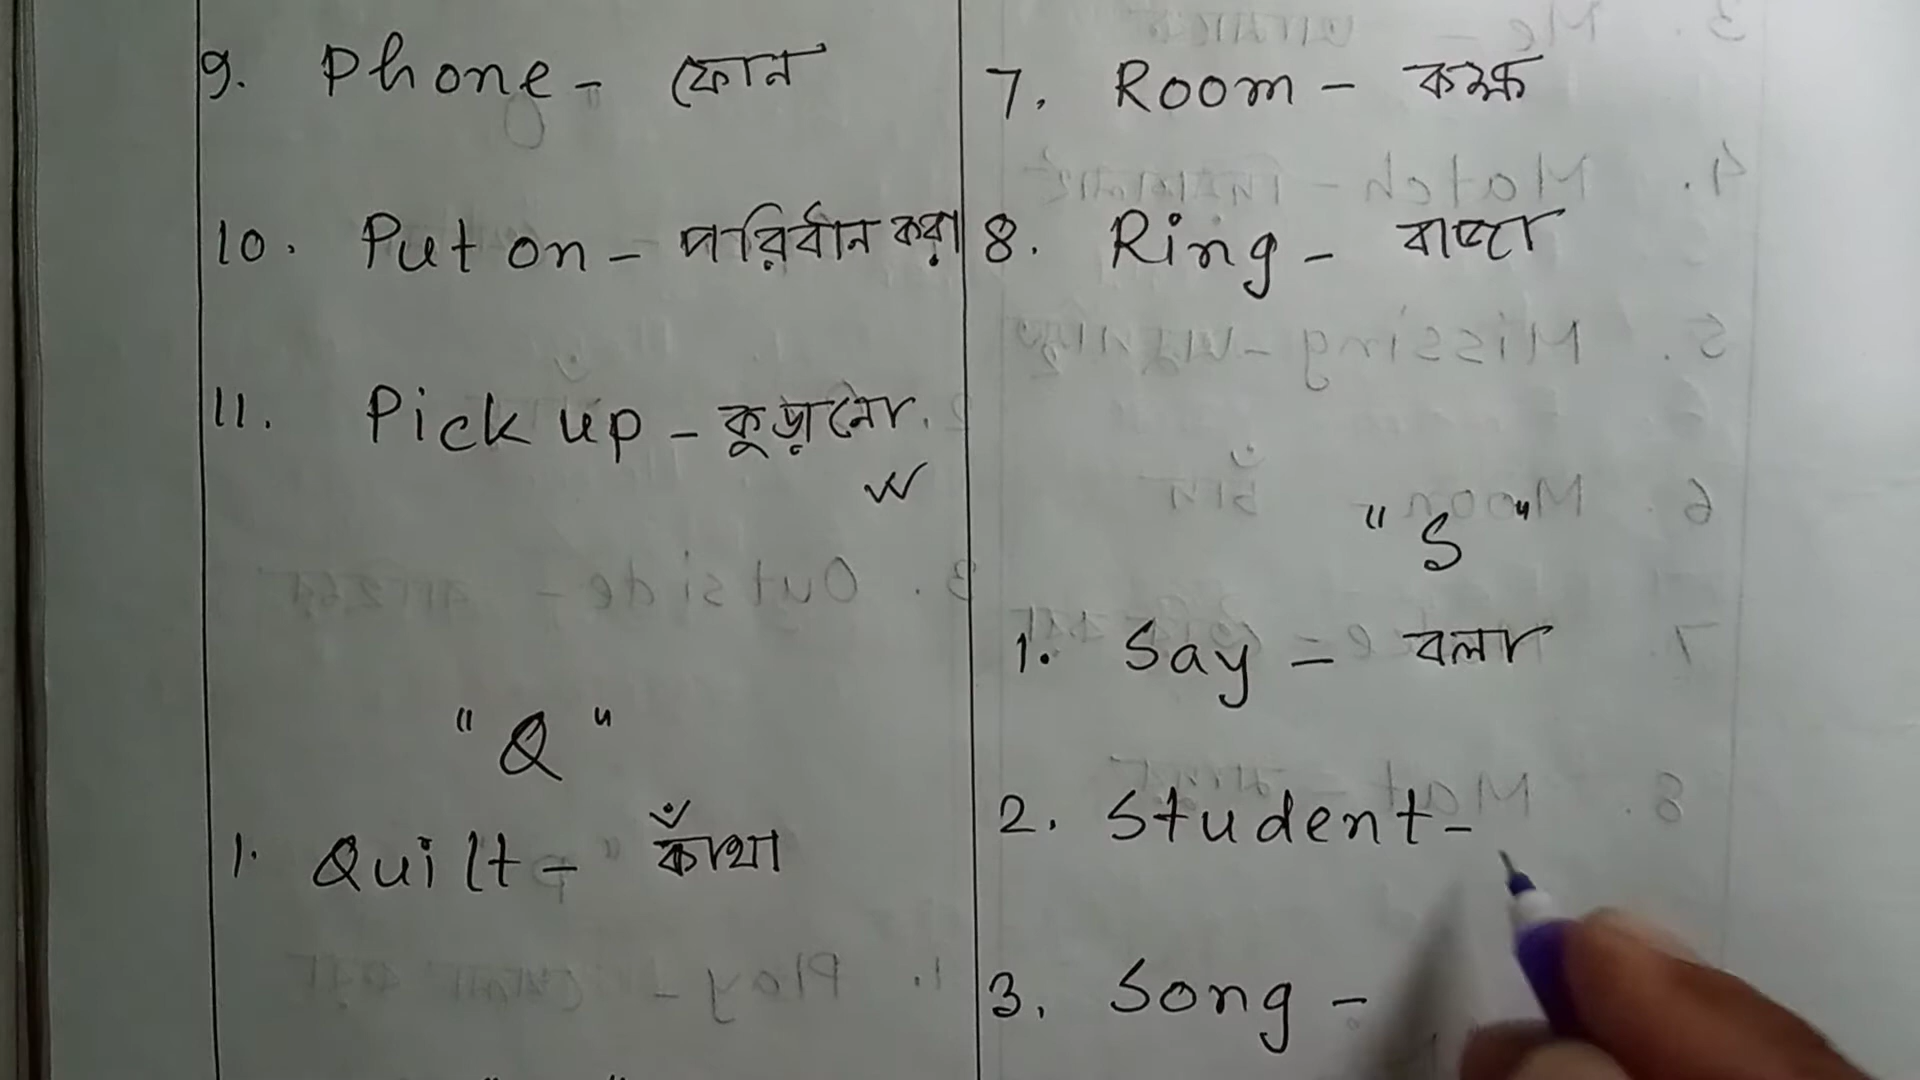 9. Phone - ফোন
10. Put on - পরিধান করা
11. Pick up - কুড়ানো
"Q"
1. Quilt - কাঁথা
7. Room - কক্ষ
8. Ring -
"S"
1. Say = বলা
2. Student -
3. Song -